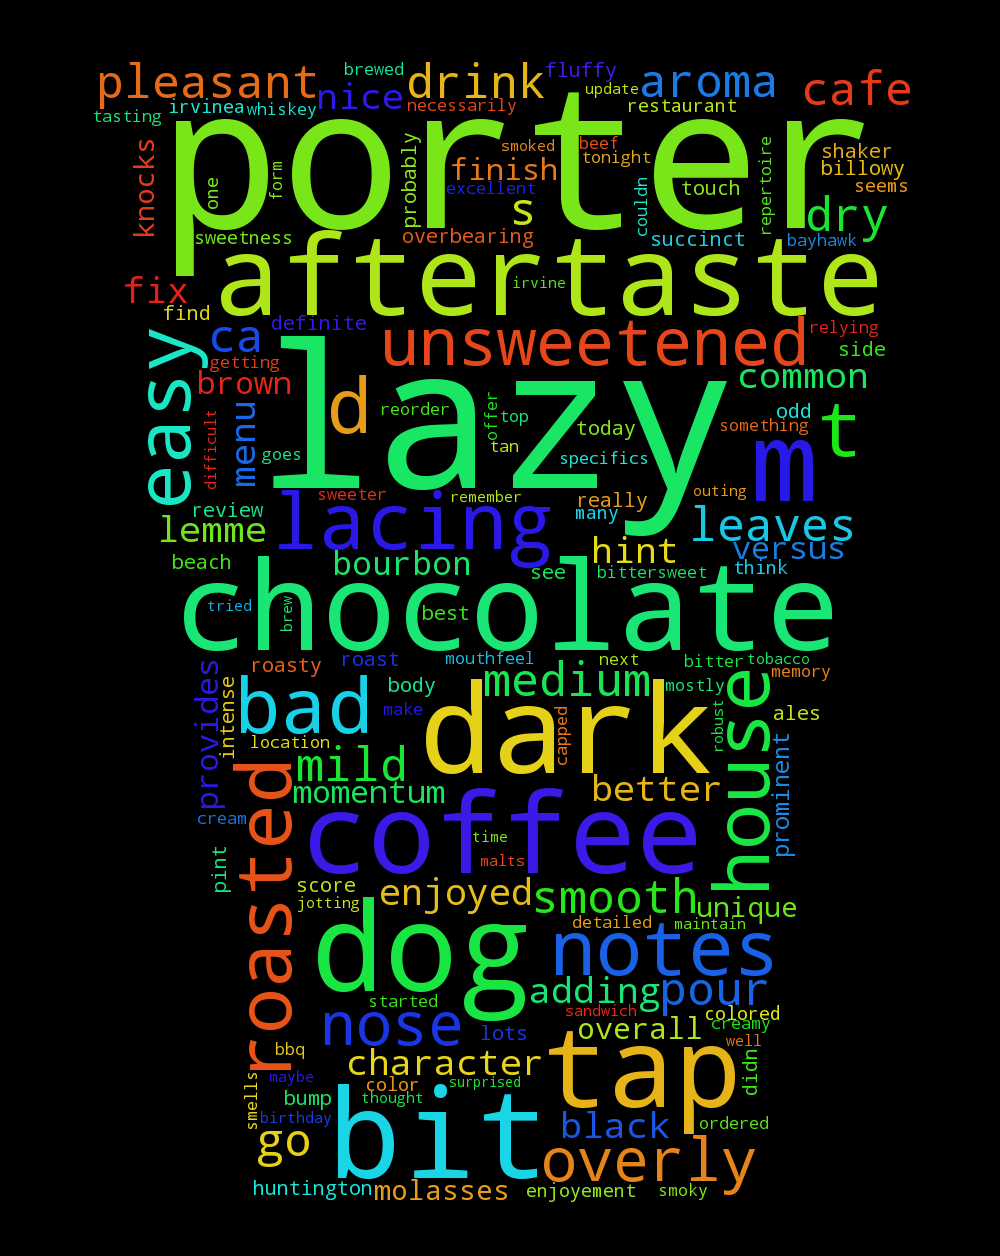 brewed
fluffy
pleasant
drink
aroma
cafe
nice
update
irvinea
whiskey
necessarily
restaurant
tasting
porter
knocks
one
form
probably
smoked
beef
tonight
finish
excellent
couldn
touch
repertoire
shaker
billowy
seems
s
dry
sweetness
overbearing
succinct
bayhawk
aftertaste
irvine
fix
find
definite
ca
unsweetened
relying
side
easy
getting
brown
common
lazy
d
reorder
offer
top
tan
today
odd
something
t
difficult
menu
goes
specifics
m
sweeter
remember
really
many
outing
review
lemme
lacing
leaves
hint
versus
beach
bourbon
see
bittersweet
think
chocolate
tried
brew
best
provides
roasty
roast
mouthfeel
next
bitter
tobacco
memory
intense
bad
body
make
medium
mostly
house
location
dark
capped
robust
ales
roasted
mild
momentum
better
prominent
cream
coffee
time
malts
pint
score
jotting
enjoyed
smooth
unique
detailed
maintain
dog
notes
adding
pour
started
sandwich
colored
nose
lots
overall
creamy
well
bbq
character
tap
didn
maybe
color
surprised
smells
bump
thought
birthday
bit
black
ordered
go
overly
huntington
molasses
enjoyement
smoky